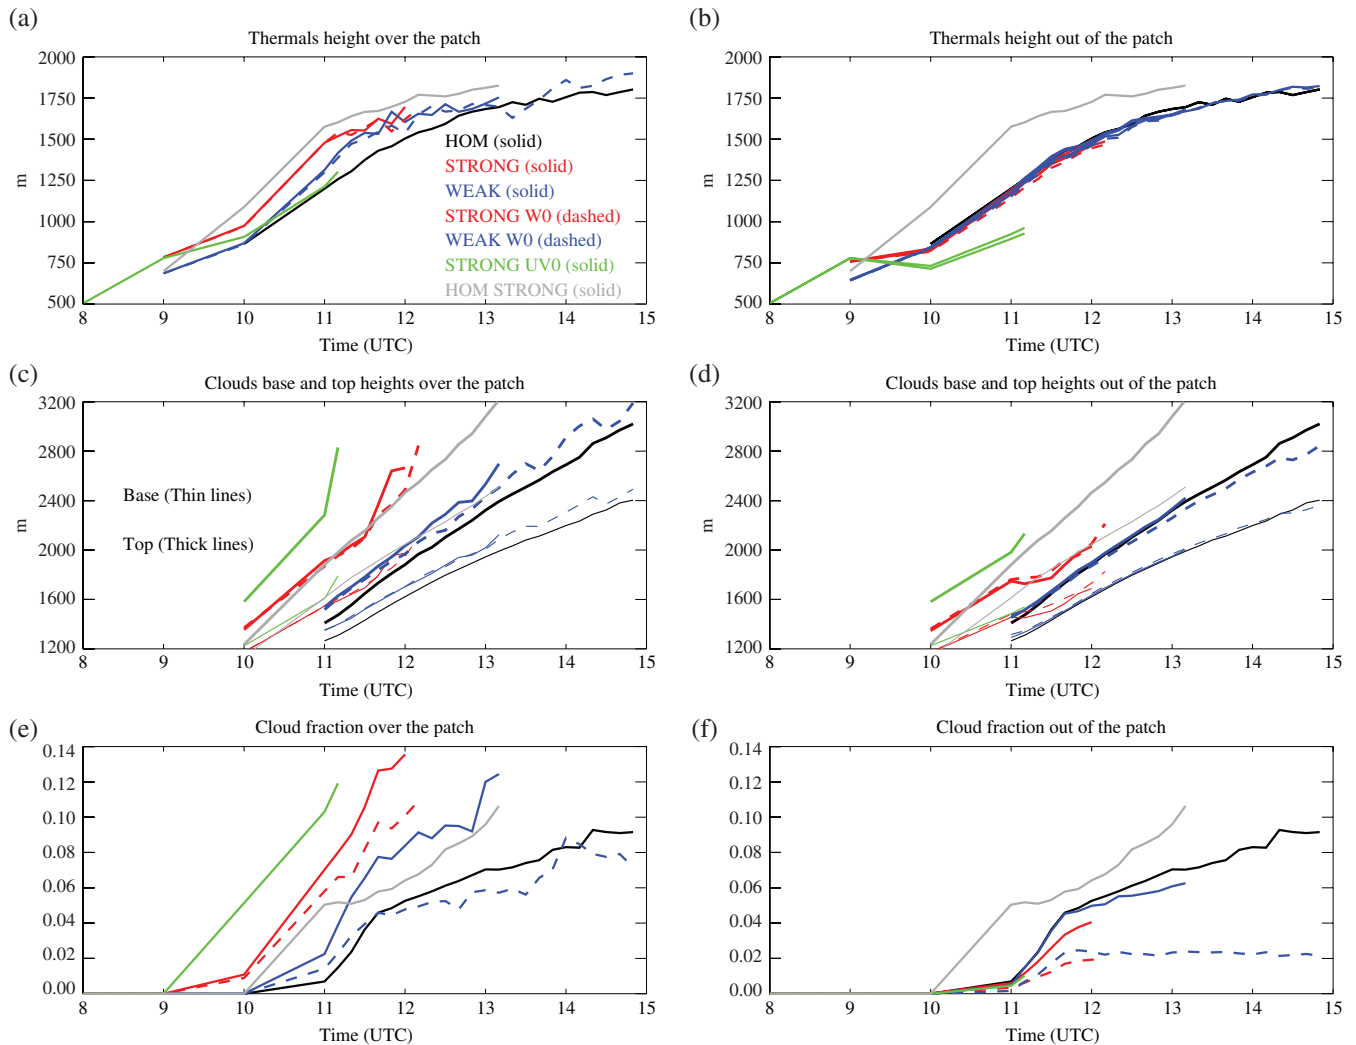 (a)
Thermals height over the patch
2000
1750
1500
1250
1000
750
500
m
HOM (solid)
STRONG (solid)
WEAK (solid)
STRONG W0 (dashed)
WEAK W0 (dashed)
STRONG UV0 (solid)
HOM STRONG (solid)
8 9 10 11 12 13 14 15
Time (UTC)
(b)
Thermals height out of the patch
2000
1750
1500
1250
1000
750
500
m
8 9 10 11 12 13 14 15
Time (UTC)
(c)
Clouds base and top heights over the patch
3200
2800
2400
2000
1600
1200
m
Base (Thin lines)
Top (Thick lines)
8 9 10 11 12 13 14 15
Time (UTC)
(d)
Clouds base and top heights out of the patch
3200
2800
2400
2000
1600
1200
m
8 9 10 11 12 13 14 15
Time (UTC)
(e)
Cloud fraction over the patch
0.14
0.12
0.10
0.08
0.06
0.04
0.02
0.00
8 9 10 11 12 13 14 15
Time (UTC)
(f)
Cloud fraction out of the patch
0.14
0.12
0.10
0.08
0.06
0.04
0.02
0.00
8 9 10 11 12 13 14 15
Time (UTC)